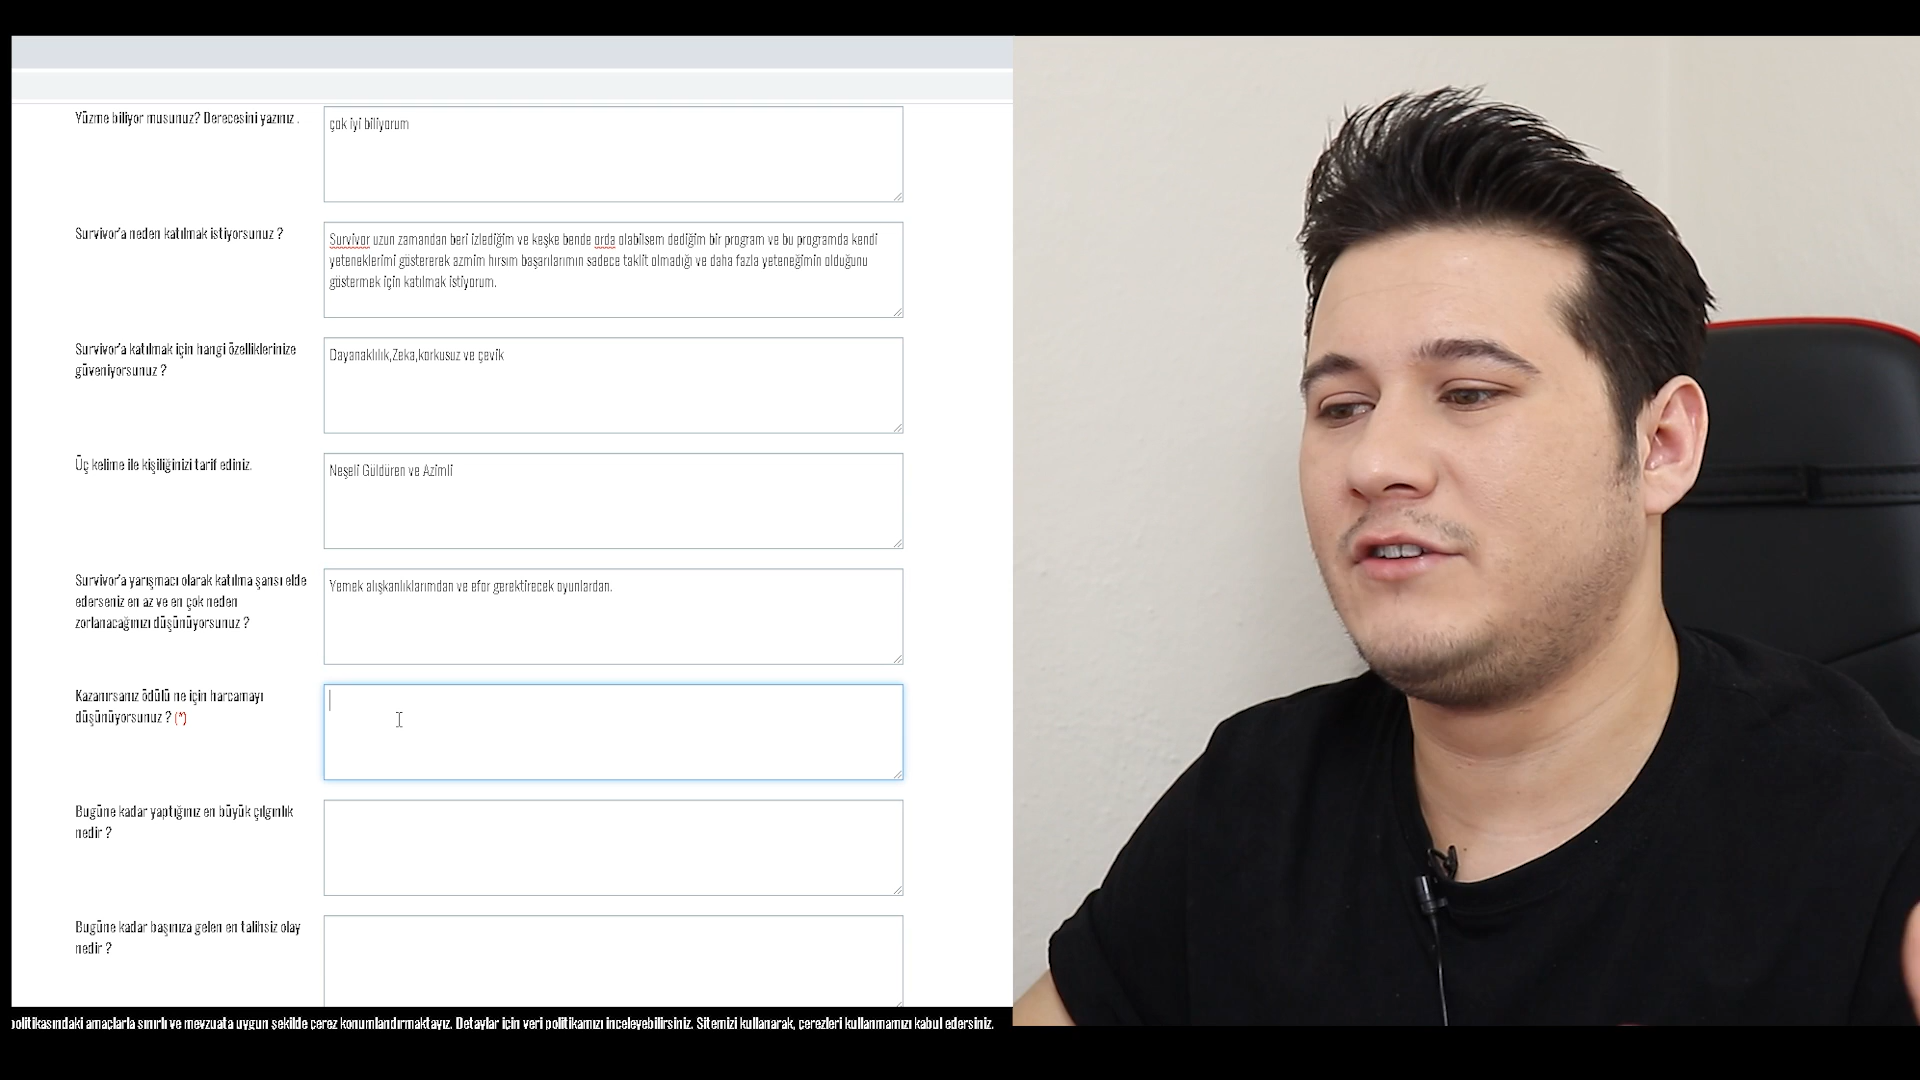 Yüzme biliyor musunuz? Derecesini yazınız .
çok iyi biliyorum
Survivor'a neden katılmak istiyorsunuz ?
Survivor uzun zamandan beri izlediğim ve keşke bende orda olabilsem dediğim bir program ve bu programda kendi
yeteneklerimi göstererek azmim hırsım başarılarımın sadece taklit olmadığı ve daha fazla yeteneğimin olduğunu
göstermek için katılmak istiyorum.
Survivor'a katılmak için hangi özelliklerinize
güveniyorsunuz ?
Dayanaklılık,Zeka,korkusuz ve çevik
Üç kelime ile kişiliğinizi tarif ediniz.
Neşeli Güldüren ve Azimli
Survivor'a yarışmacı olarak katılma şansı elde
ederseniz en az ve en çok neden
zorlanacağınızı düşünüyorsunuz ?
Yemek alışkanlıklarımdan ve efor gerektirecek oyunlardan.
Kazanırsanız ödülü ne için harcamayı
düşünüyorsunuz ? (*)
Bugüne kadar yaptığınız en büyük çılgınlık
nedir ?
Bugüne kadar başınıza gelen en talihsiz olay
nedir ?
politikasındaki amaçlarla sınırlı ve mevzuata uygun şekilde çerez konumlandırmaktayız. Detaylar için veri politikamızı inceleyebilirsiniz. Sitemizi kullanarak, çerezleri kullanmamızı kabul edersiniz.